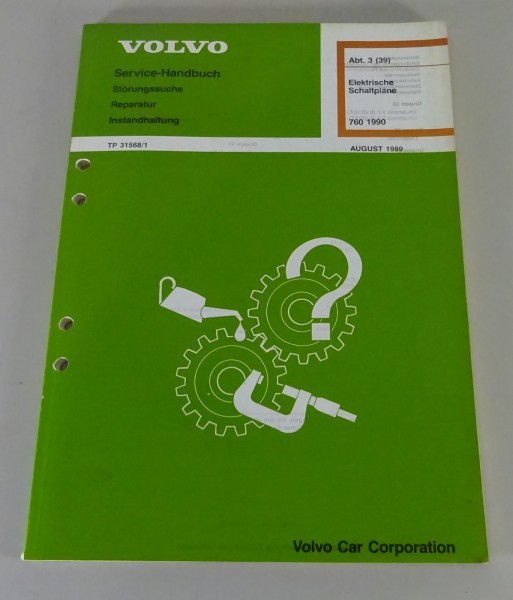 VOLVO
Service-Handbuch
Störungssuche
Reparatur
Instandhaltung
Abt. 3 (39)
Elektrische
Schaltpläne
760 1990
TP 31568/1
AUGUST 1989
Volvo Car Corporation